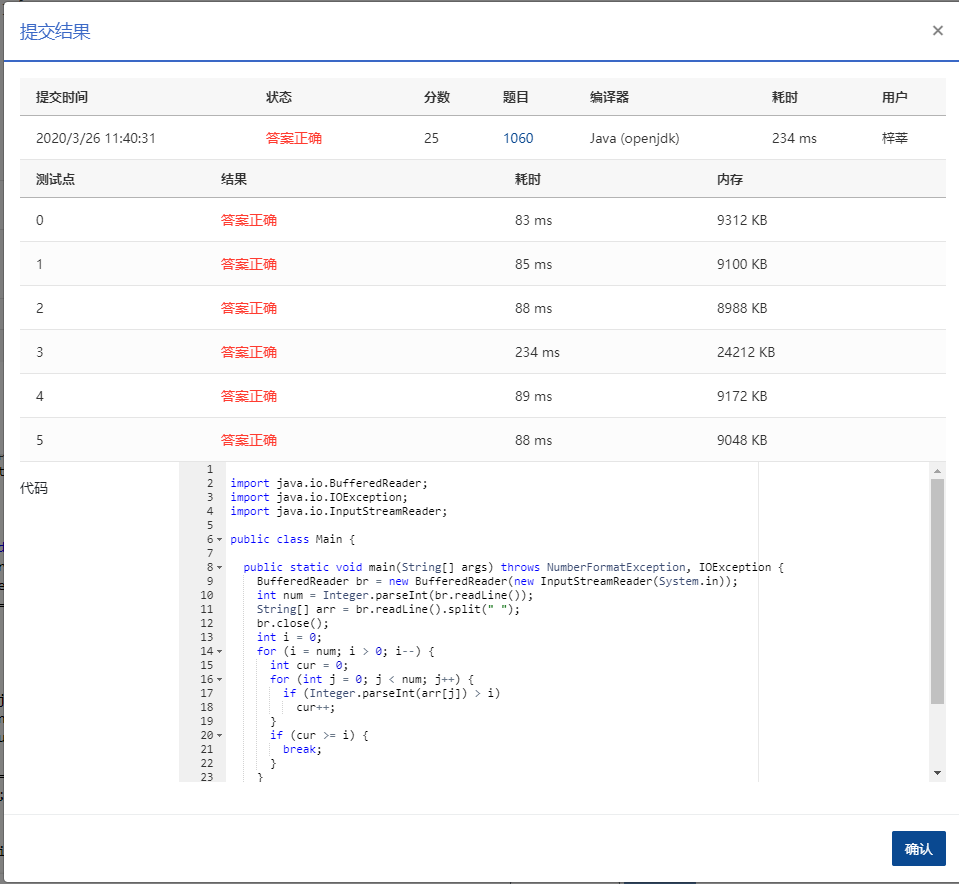 提交结果 ×
提交时间 状态 分数 题目 编译器 耗时 用户
2020/3/26 11:40:31 答案正确 25 1060 Java (openjdk) 234 ms 梓莘
测试点 结果 耗时 内存
0 答案正确 83 ms 9312 KB
1 答案正确 85 ms 9100 KB
2 答案正确 88 ms 8988 KB
3 答案正确 234 ms 24212 KB
4 答案正确 89 ms 9172 KB
5 答案正确 88 ms 9048 KB
代码
1
2 import java.io.BufferedReader;
3 import java.io.IOException;
4 import java.io.InputStreamReader;
5
6 public class Main {
7
8 public static void main(String[] args) throws NumberFormatException, IOException {
9 BufferedReader br = new BufferedReader(new InputStreamReader(System.in));
10 int num = Integer.parseInt(br.readLine());
11 String[] arr = br.readLine().split(" ");
12 br.close();
13 int i = 0;
14 for (i = num; i > 0; i--) {
15 int cur = 0;
16 for (int j = 0; j < num; j++) {
17 if (Integer.parseInt(arr[j]) > i)
18 cur++;
19 }
20 if (cur >= i) {
21 break;
22 }
23 }
确认